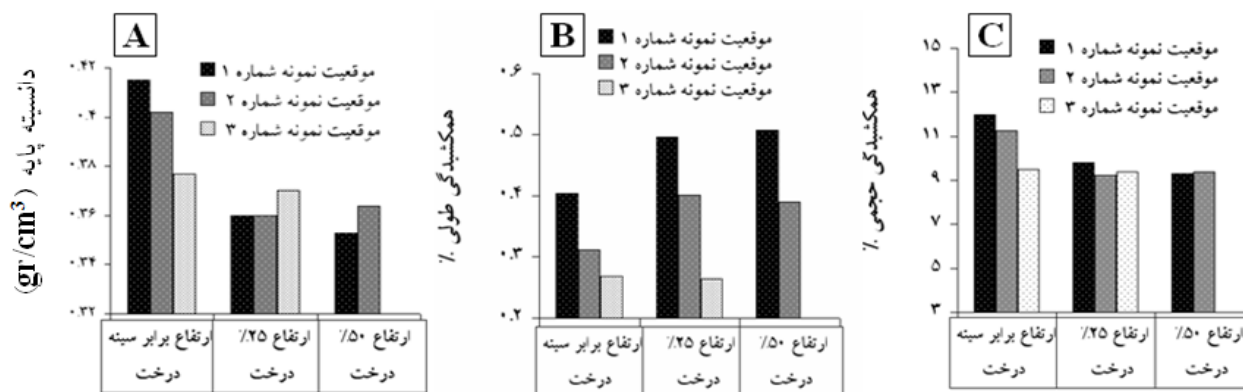 A
دانسیته پایه (gr/cm³)
۰.۴۲
۰.۴
۰.۳۸
۰.۳۶
۰.۳۴
۰.۳۲
موقعیت نمونه شماره ۱
موقعیت نمونه شماره ۲
موقعیت نمونه شماره ۳
ارتفاع برابر سینه درخت
ارتفاع ۲۵٪ درخت
ارتفاع ۵۰٪ درخت
B
همکشیدگی طولی ٪
۰.۶
۰.۵
۰.۴
۰.۳
۰.۲
موقعیت نمونه شماره ۱
موقعیت نمونه شماره ۲
موقعیت نمونه شماره ۳
ارتفاع برابر سینه درخت
ارتفاع ۲۵٪ درخت
ارتفاع ۵۰٪ درخت
C
همکشیدگی حجمی ٪
۱۵
۱۳
۱۱
۹
۷
۵
۳
موقعیت نمونه شماره ۱
موقعیت نمونه شماره ۲
موقعیت نمونه شماره ۳
ارتفاع برابر سینه درخت
ارتفاع ۲۵٪ درخت
ارتفاع ۵۰٪ درخت